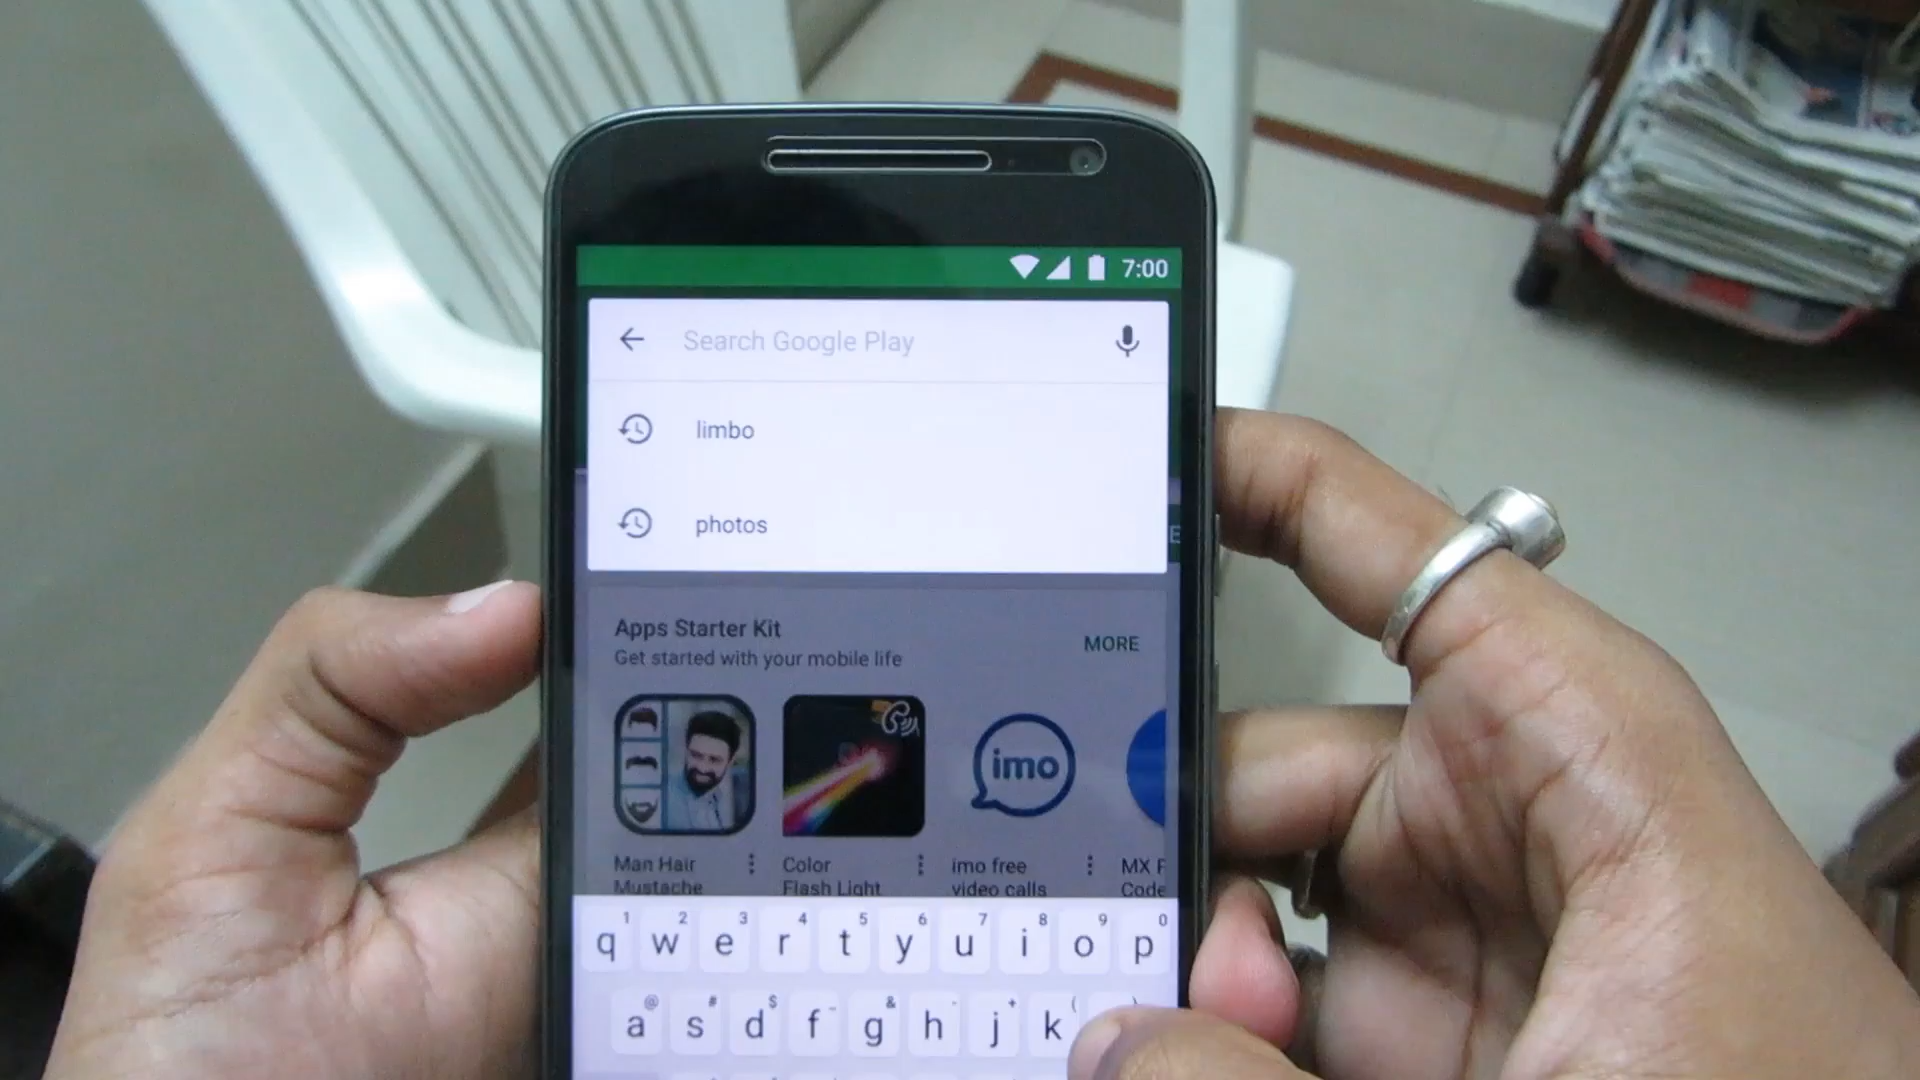 7:00
Search Google Play
limbo
photos
E
Apps Starter Kit
Get started with your mobile life
MORE
imo
Man Hair
Mustache
Color
Flash Light
imo free
video calls
MX P
Code
1 2 3 4 5 6 7 8 9 0
q w e r t y u i o p
@ # $ & - + ( )
a s d f g h j k